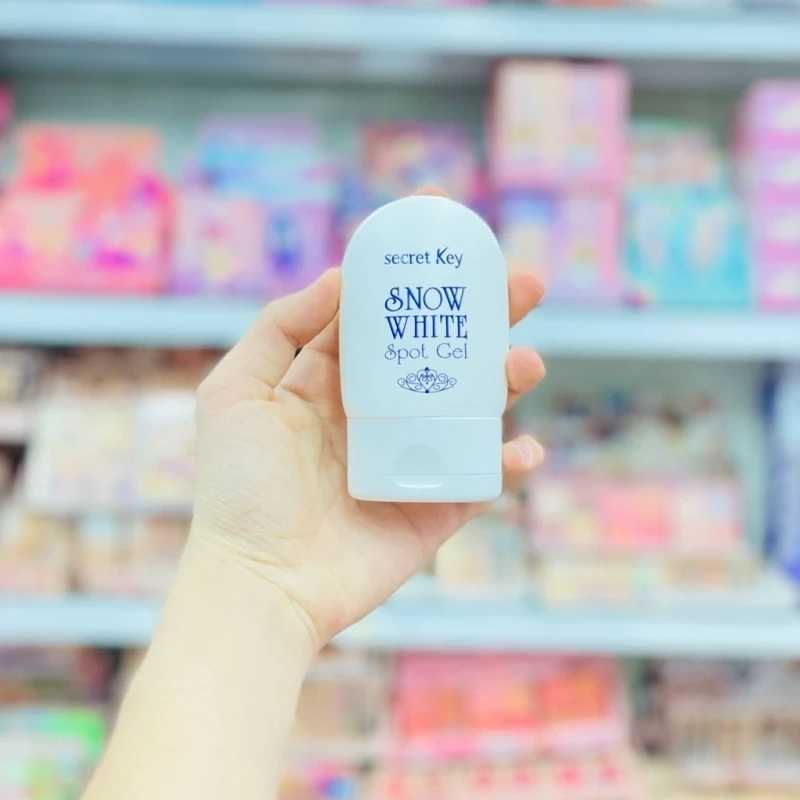 secret Key
SNOW
WHITE
Spot Gel